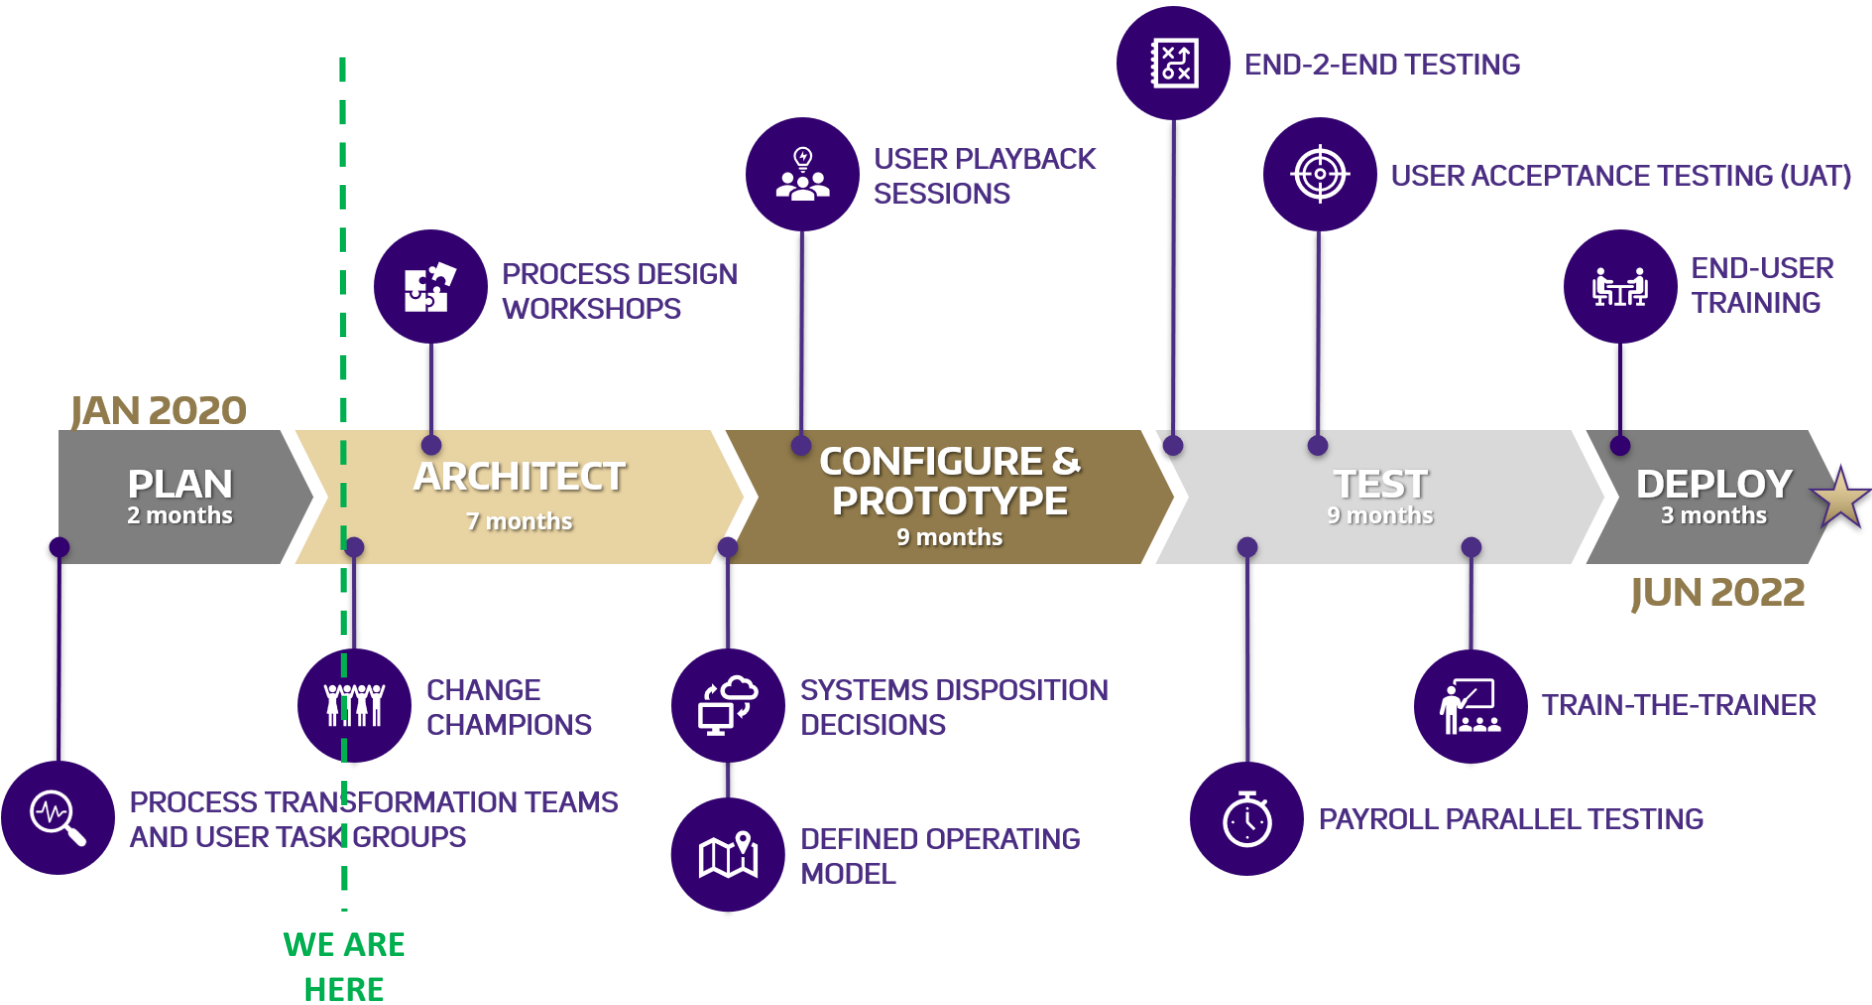 END-2-END TESTING
USER PLAYBACK
SESSIONS
USER ACCEPTANCE TESTING (UAT)
PROCESS DESIGN
WORKSHOPS
END-USER
TRAINING
JAN 2020
PLAN
2 months
ARCHITECT
7 months
CONFIGURE &
PROTOTYPE
9 months
TEST
9 months
DEPLOY
3 months
JUN 2022
CHANGE
CHAMPIONS
SYSTEMS DISPOSITION
DECISIONS
TRAIN-THE-TRAINER
PROCESS TRANSFORMATION TEAMS
AND USER TASK GROUPS
DEFINED OPERATING
MODEL
PAYROLL PARALLEL TESTING
WE ARE
HERE